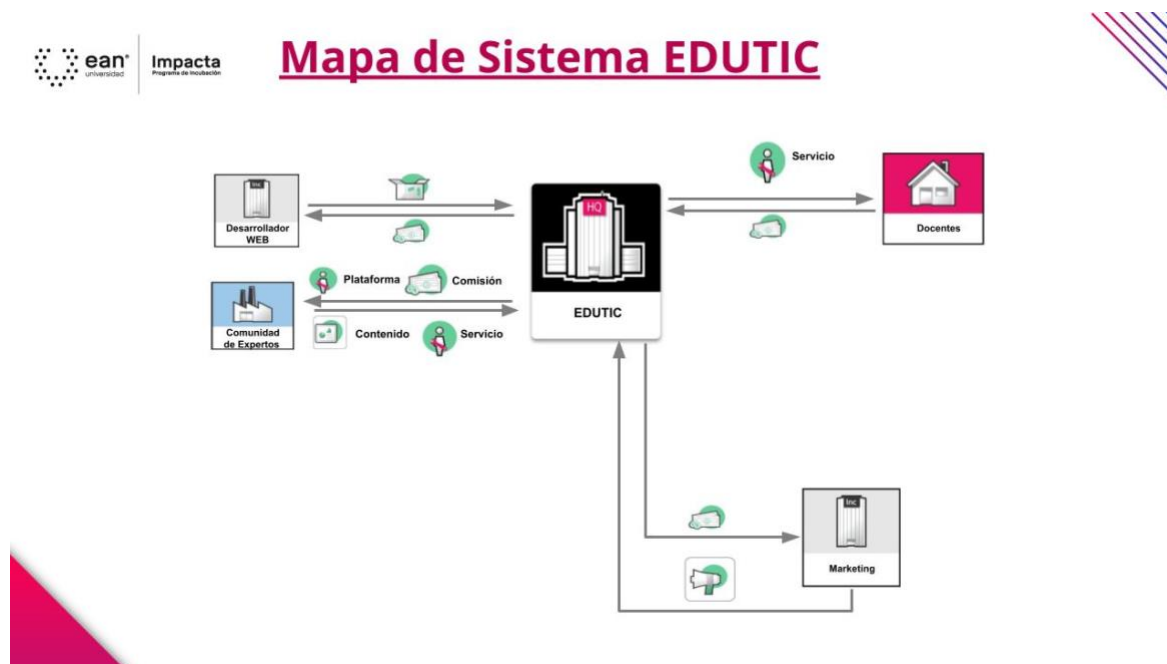 Mapa de Sistema EDUTIC
ean®
universidad
Impacta
Programa de Incubación
Servicio
Inc
Desarrollador
WEB
HQ
EDUTIC
Docentes
Plataforma
Comisión
Comunidad
de Expertos
Contenido
Servicio
Inc
Marketing